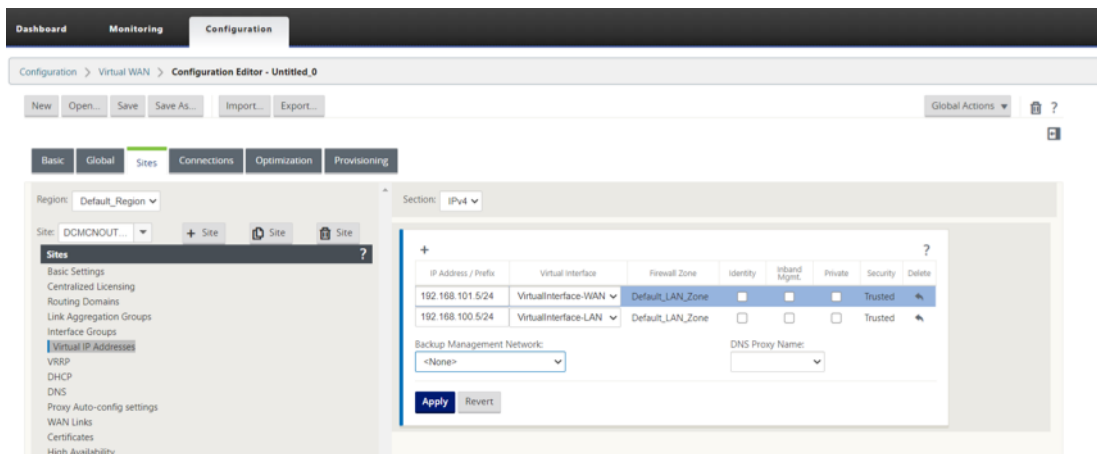 Dashboard Monitoring Configuration
Configuration > Virtual WAN > Configuration Editor - Untitled_0
New Open... Save Save As... Import... Export... Global Actions ?
Basic Global Sites Connections Optimization Provisioning
Region: Default_Region
Site: DCMCNOUT... + Site Site Site
Sites ?
Basic Settings
Centralized Licensing
Routing Domains
Link Aggregation Groups
Interface Groups
Virtual IP Addresses
VRRP
DHCP
DNS
Proxy Auto-config settings
WAN Links
Certificates
High Availability
Section: IPv4
+ ?
IP Address / Prefix Virtual Interface Firewall Zone Identity Inband Mgmt. Private Security Delete
192.168.101.5/24 VirtualInterface-WAN Default_LAN_Zone Trusted
192.168.100.5/24 VirtualInterface-LAN Default_LAN_Zone Trusted
Backup Management Network: DNS Proxy Name:
<None>
Apply Revert